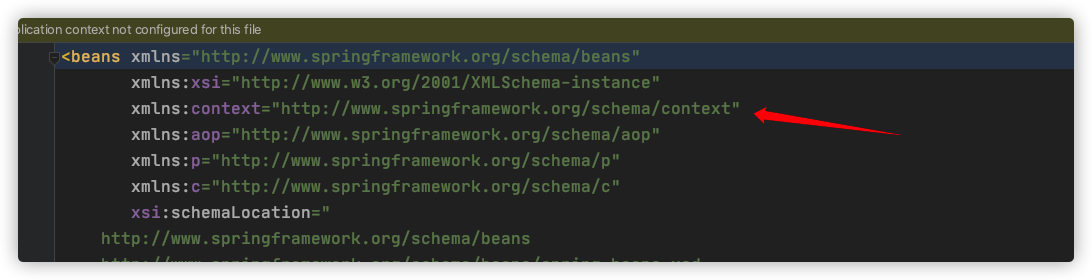 plication context not configured for this file
<beans xmlns="http://www.springframework.org/schema/beans"
xmlns:xsi="http://www.w3.org/2001/XMLSchema-instance"
xmlns:context="http://www.springframework.org/schema/context"
xmlns:aop="http://www.springframework.org/schema/aop"
xmlns:p="http://www.springframework.org/schema/p"
xmlns:c="http://www.springframework.org/schema/c"
xsi:schemaLocation="
http://www.springframework.org/schema/beans